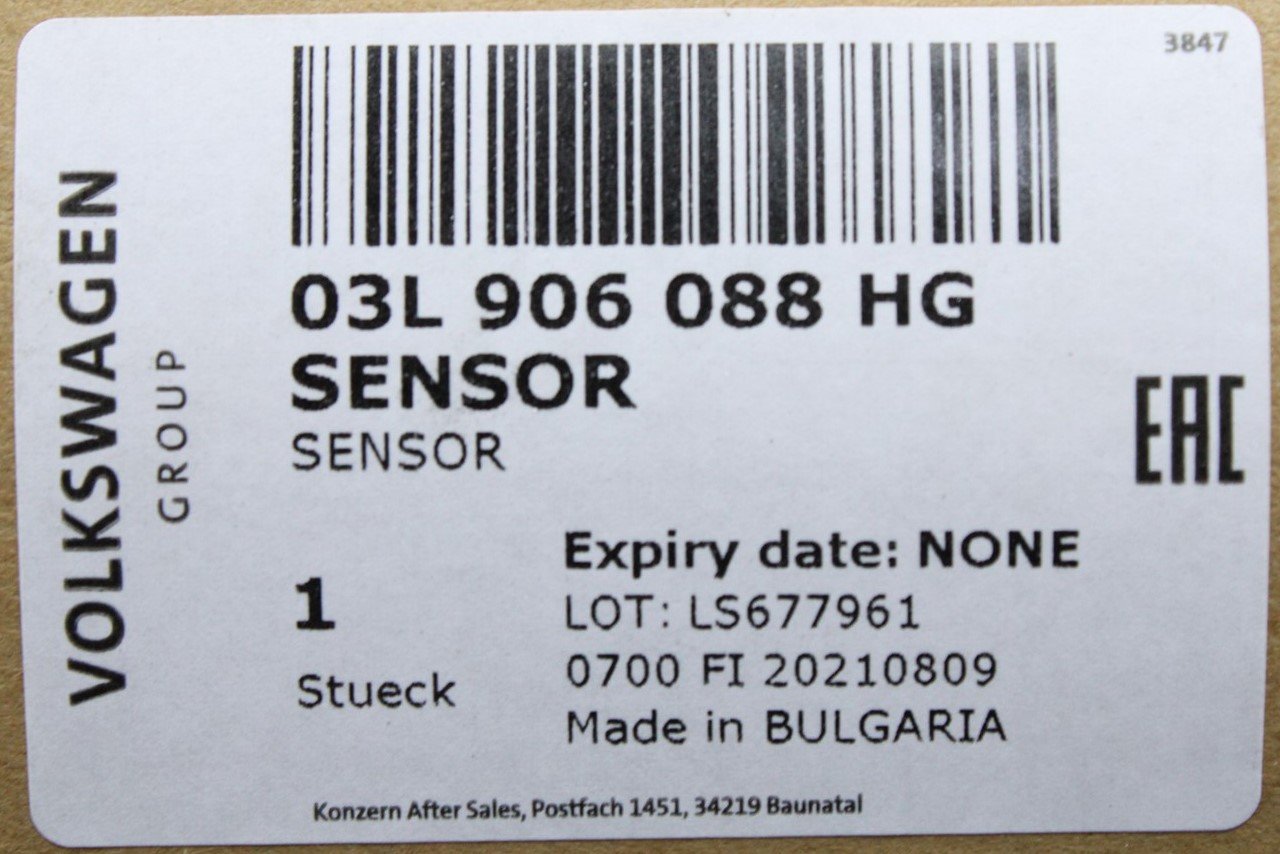 3847
VOLKSWAGEN
GROUP
03L 906 088 HG
SENSOR
SENSOR
EAC
Expiry date: NONE
1
LOT: LS677961
Stueck
0700 FI 20210809
Made in BULGARIA
Konzern After Sales, Postfach 1451, 34219 Baunatal